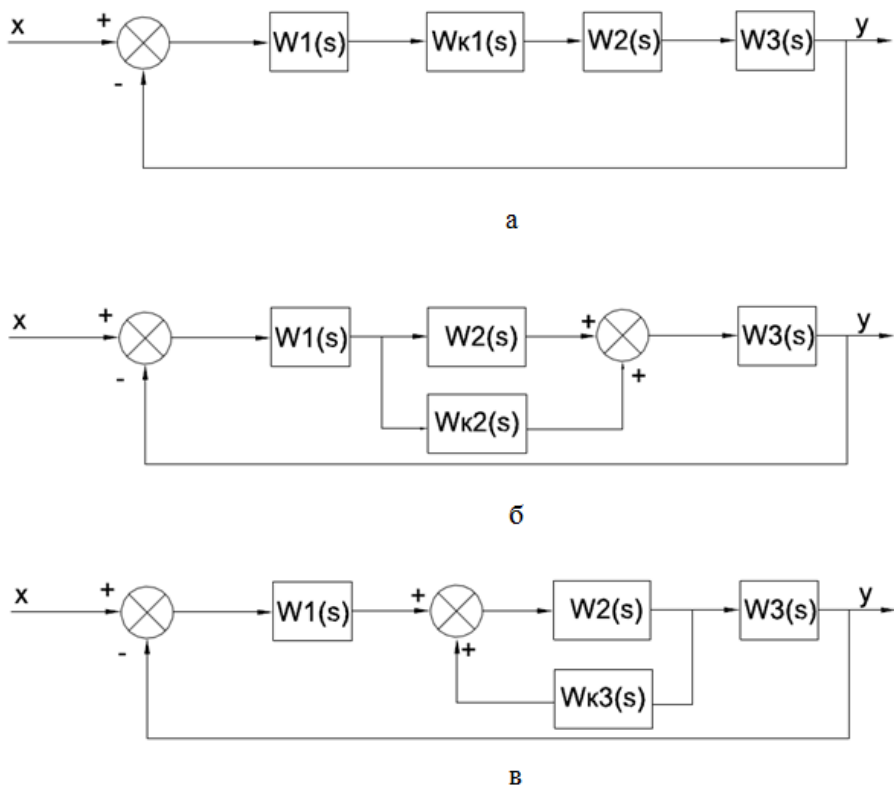 x + W1(s) Wк1(s) W2(s) W3(s) y
-
а
x + W1(s) W2(s) + W3(s) y
- +
Wк2(s)
б
x + W1(s) + W2(s) W3(s) y
- +
Wк3(s)
в